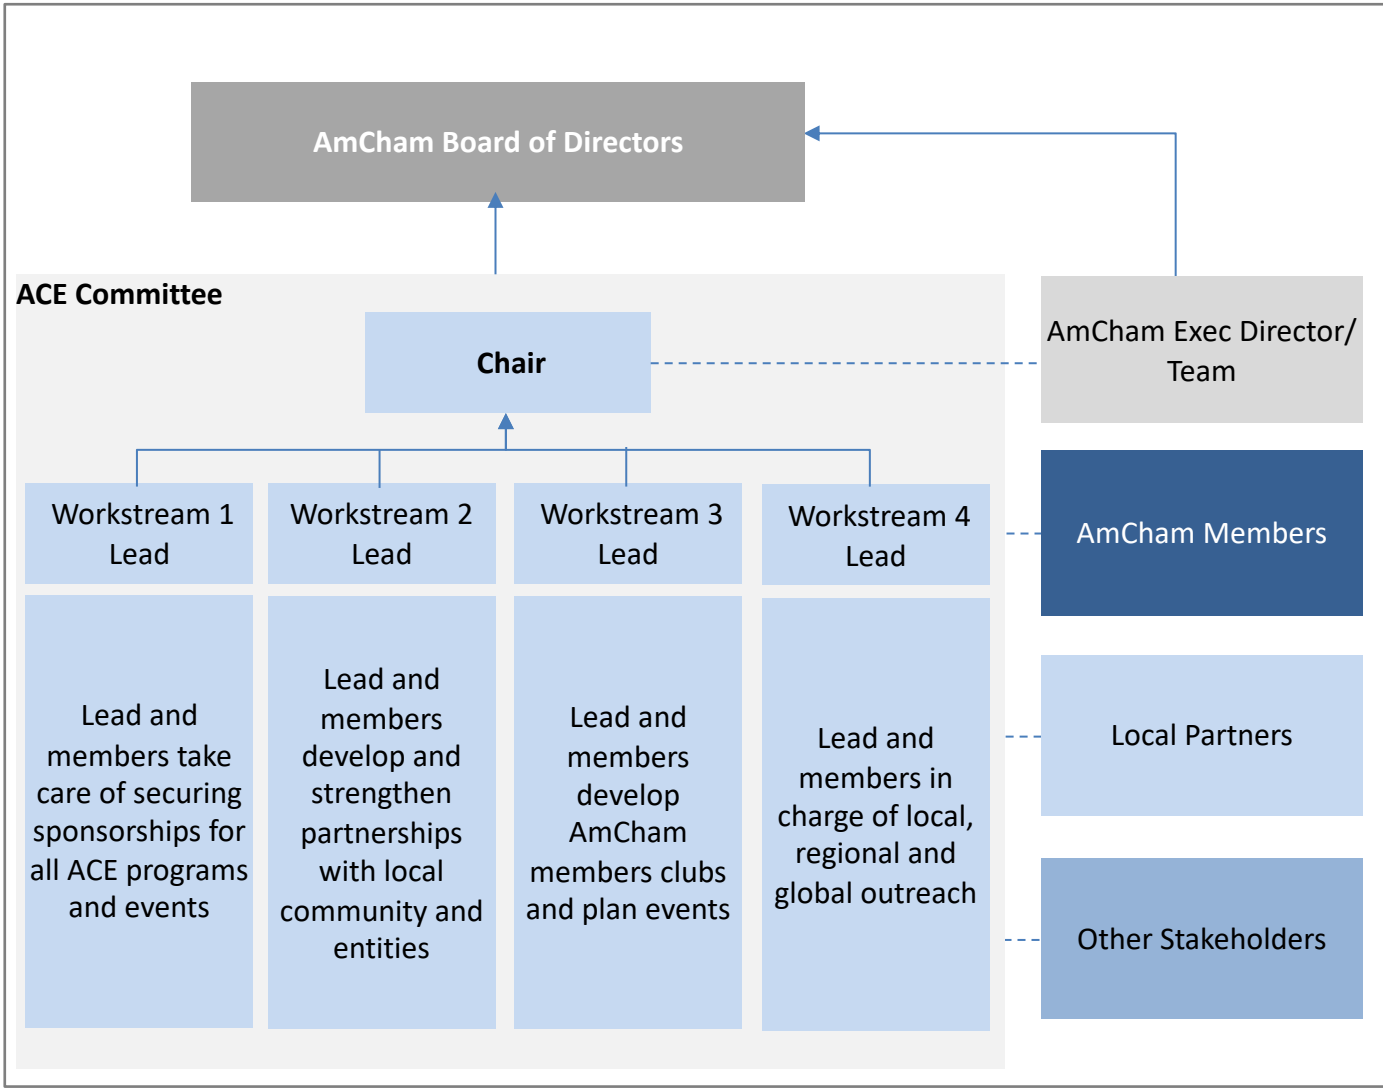 AmCham Board of Directors
ACE Committee
Chair
AmCham Exec Director/
Team
Workstream 1
Lead
Workstream 2
Lead
Workstream 3
Lead
Workstream 4
Lead
AmCham Members
Lead and
members take
care of securing
sponsorships for
all ACE programs
and events
Lead and
members
develop and
strengthen
partnerships
with local
community and
entities
Lead and
members
develop
AmCham
members clubs
and plan events
Lead and
members in
charge of local,
regional and
global outreach
Local Partners
Other Stakeholders